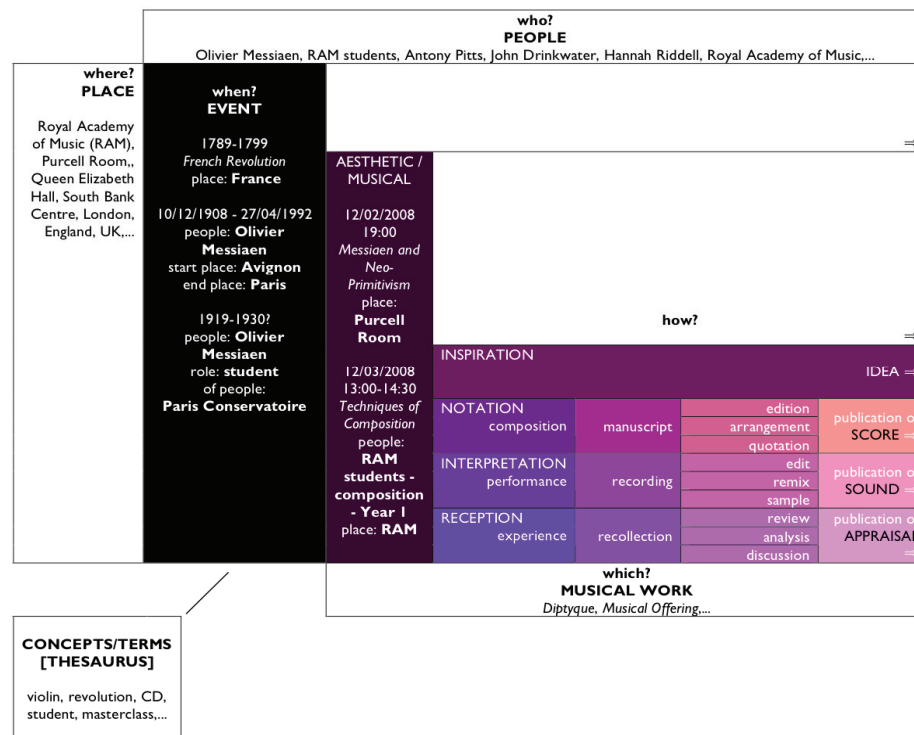 who?
PEOPLE
Olivier Messiaen, RAM students, Antony Pitts, John Drinkwater, Hannah Riddell, Royal Academy of Music,...
where?
PLACE
Royal Academy
of Music (RAM),
Purcell Room,,
Queen Elizabeth
Hall, South Bank
Centre, London,
England, UK,...
when?
EVENT
1789-1799
French Revolution
place: France
10/12/1908 - 27/04/1992
people: Olivier
Messiaen
start place: Avignon
end place: Paris
1919-1930?
people: Olivier
Messiaen
role: student
of people:
Paris Conservatoire
⇒
AESTHETIC /
MUSICAL
12/02/2008
19:00
Messiaen and
Neo-
Primitivism
place:
Purcell
Room
12/03/2008
13:00-14:30
Techniques of
Composition
people:
RAM
students -
composition
- Year 1
place: RAM
how?
⇒
INSPIRATION
IDEA ⇒
NOTATION
composition
manuscript
edition
arrangement
quotation
publication o
SCORE ⇒
INTERPRETATION
performance
recording
edit
remix
sample
publication o
SOUND ⇒
RECEPTION
experience
recollection
review
analysis
discussion
publication o
APPRAISAL
⇒
which?
MUSICAL WORK
Diptyque, Musical Offering,...
CONCEPTS/TERMS
[THESAURUS]
violin, revolution, CD,
student, masterclass,...